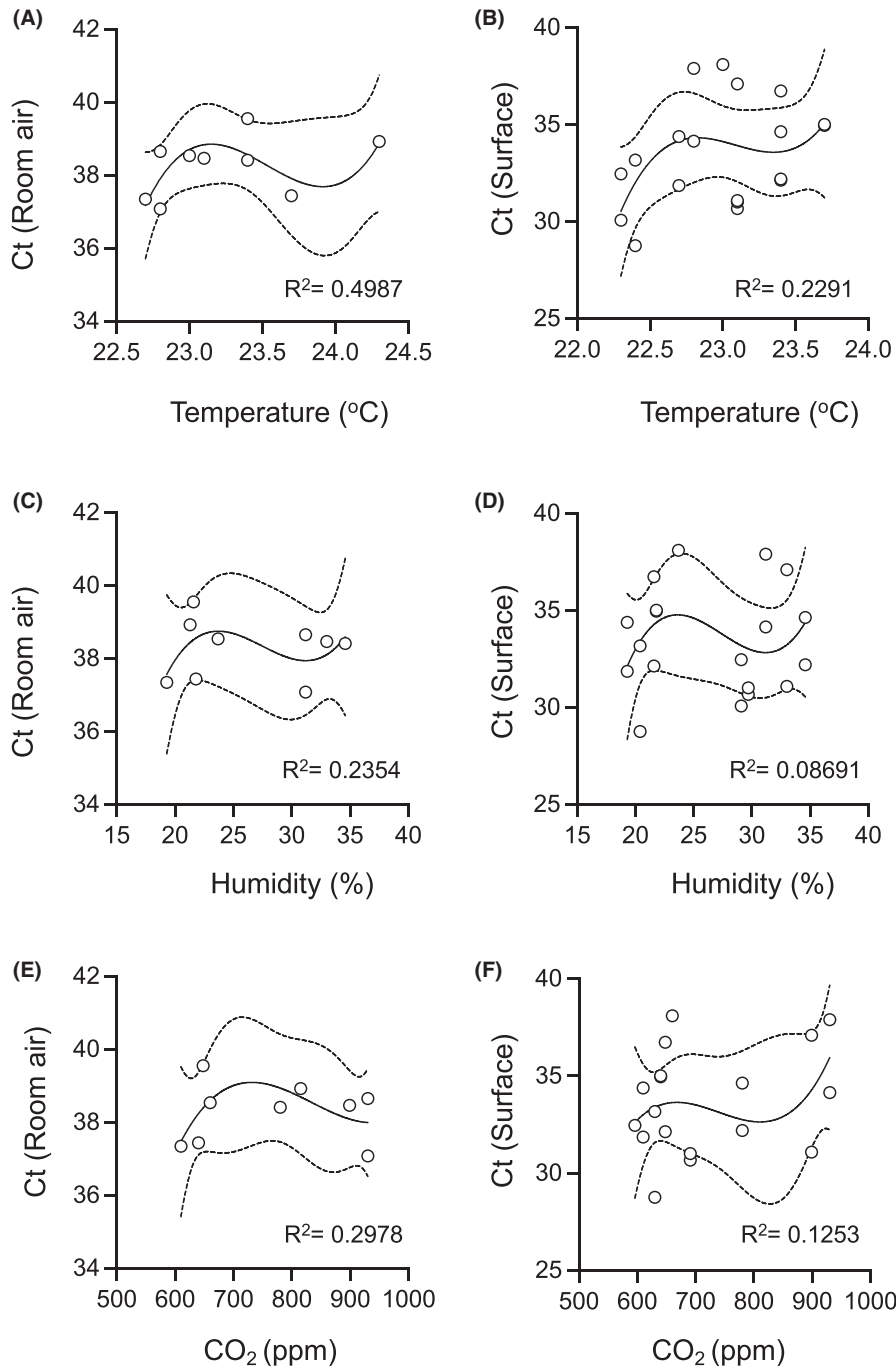 (A)
42
40
38
36
34
Ct (Room air)
R²= 0.4987
22.5 23.0 23.5 24.0 24.5
Temperature (°C)
(B)
40
35
30
25
Ct (Surface)
R²= 0.2291
22.0 22.5 23.0 23.5 24.0
Temperature (°C)
(C)
42
40
38
36
34
Ct (Room air)
R²= 0.2354
15 20 25 30 35 40
Humidity (%)
(D)
40
35
30
25
Ct (Surface)
R²= 0.08691
15 20 25 30 35 40
Humidity (%)
(E)
42
40
38
36
34
Ct (Room air)
R²= 0.2978
500 600 700 800 900 1000
CO₂ (ppm)
(F)
40
35
30
25
Ct (Surface)
R²= 0.1253
500 600 700 800 900 1000
CO₂ (ppm)